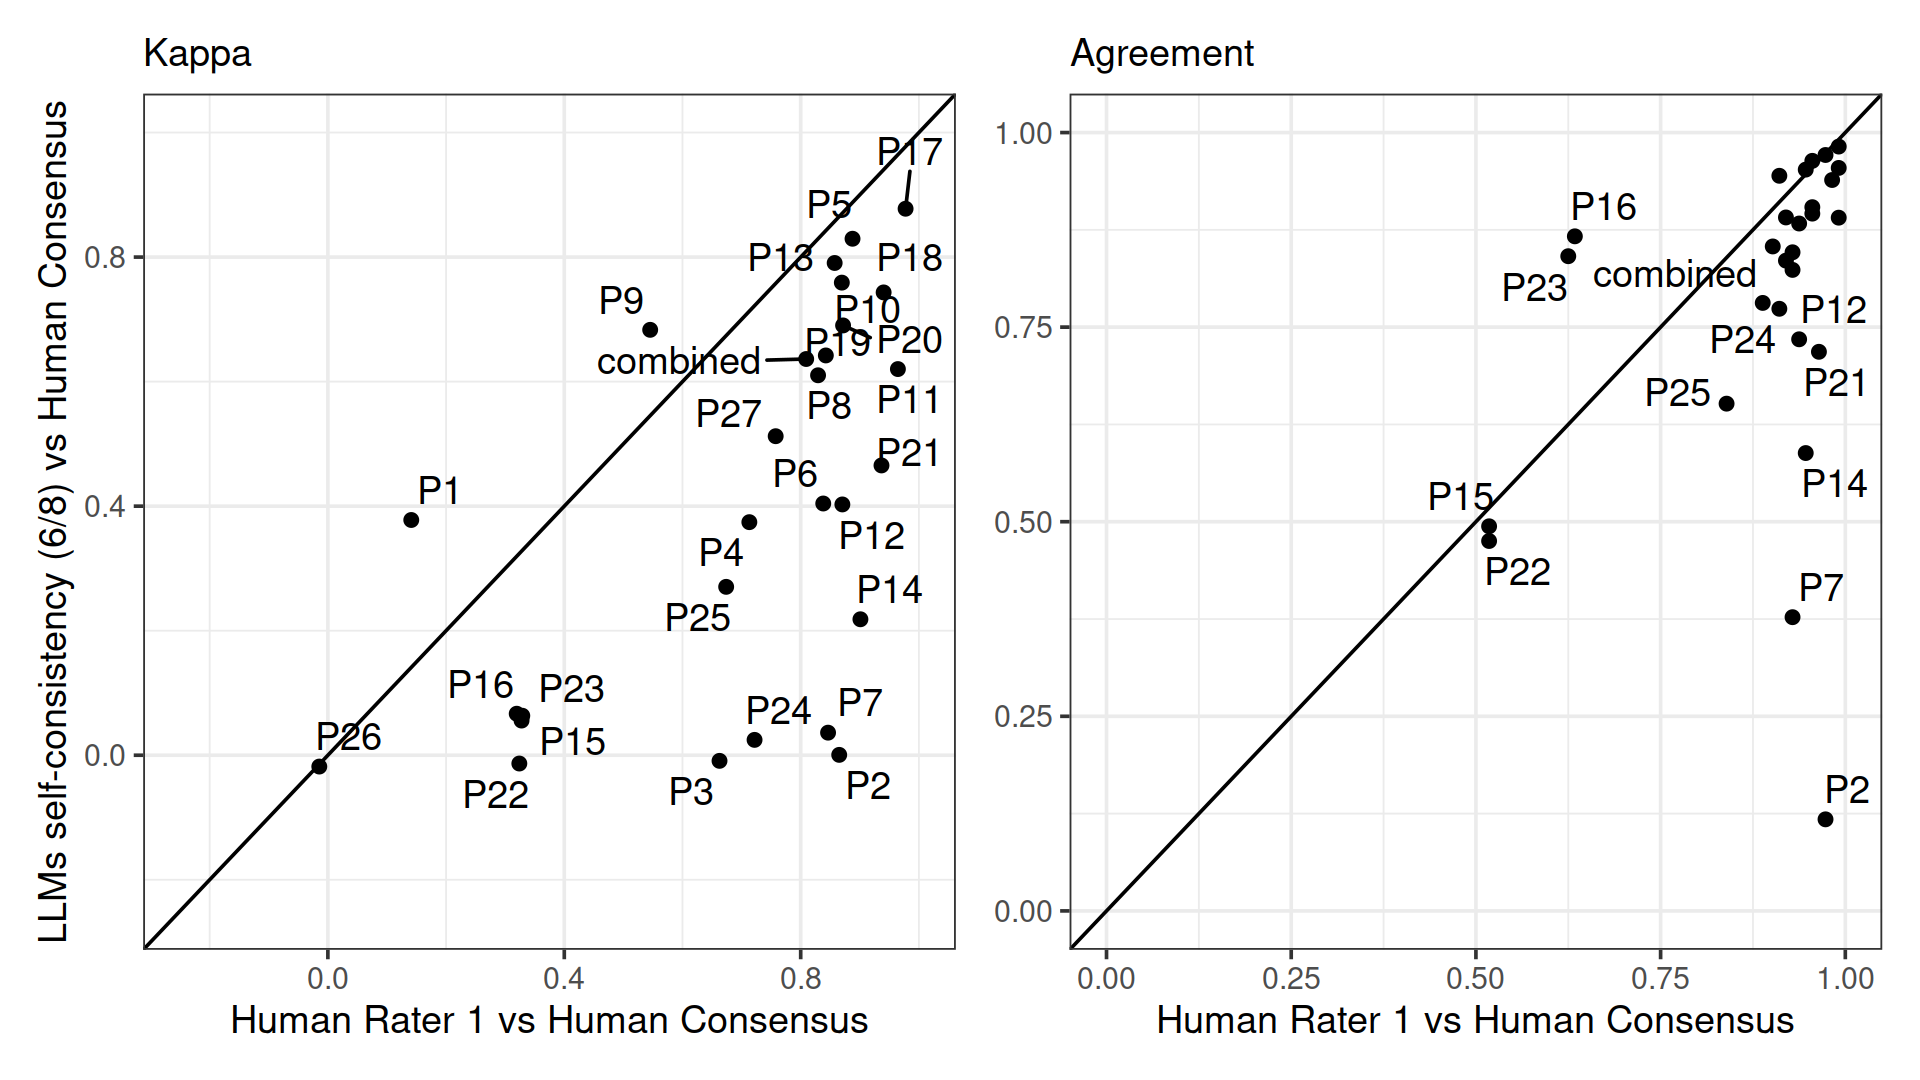 Kappa
Agreement
LLMs self-consistency (6/8) vs Human Consensus
0.8
0.4
0.0
P17
P5
P13
P18
P9
P10
P19
P20
combined
P11
P8
P27
P21
P6
P1
P12
P4
P14
P25
P16
P23
P24
P7
P26
P15
P22
P3
P2
0.0
0.4
0.8
Human Rater 1 vs Human Consensus
1.00
0.75
0.50
0.25
0.00
P16
P23
combined
P12
P24
P21
P25
P14
P15
P22
P7
P2
0.00
0.25
0.50
0.75
1.00
Human Rater 1 vs Human Consensus